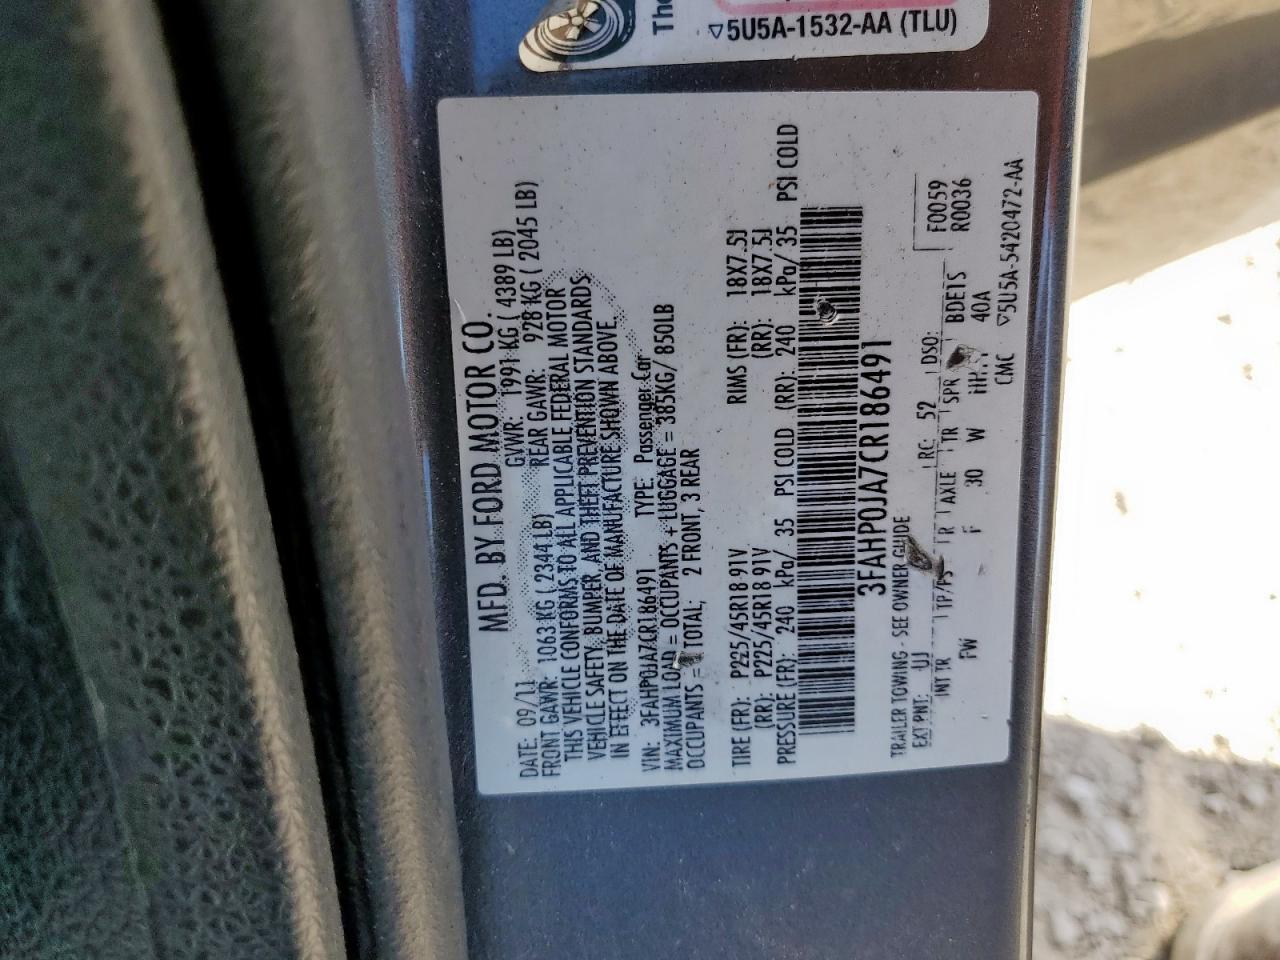 The
▽5U5A-1532-AA (TLU)
MFD. BY FORD MOTOR CO.
DATE: 09/11 GVWR: 1991 KG ( 4389 LB)
FRONT GAWR: 1063 KG ( 2344 LB) REAR GAWR: 928 KG ( 2045 LB)
THIS VEHICLE CONFORMS TO ALL APPLICABLE FEDERAL MOTOR
VEHICLE SAFETY, BUMPER, AND THEFT PREVENTION STANDARDS
IN EFFECT ON THE DATE OF MANUFACTURE SHOWN ABOVE.
VIN: 3FAHP0JA7CR186491 TYPE: Passenger Car
MAXIMUM LOAD = OCCUPANTS + LUGGAGE = 385KG/ 850LB
OCCUPANTS = TOTAL, 2 FRONT, 3 REAR
TIRE (FR): P225/45R18 91V RIMS (FR): 18X7.5J
(RR): P225/45R18 91V (RR): 18X7.5J
PRESSURE (FR): 240 kPa/ 35 PSI COLD (RR): 240 kPa/ 35 PSI COLD
3FAHP0JA7CR186491
TRAILER TOWING - SEE OWNER GUIDE
EXT PNT: UJ RC: 52 DSO: F0059
INT TR TP/PS R AXLE TR SPR BDE1S R0036
FW F 30 W 40A
CMC ▽5U5A-5420472-AA